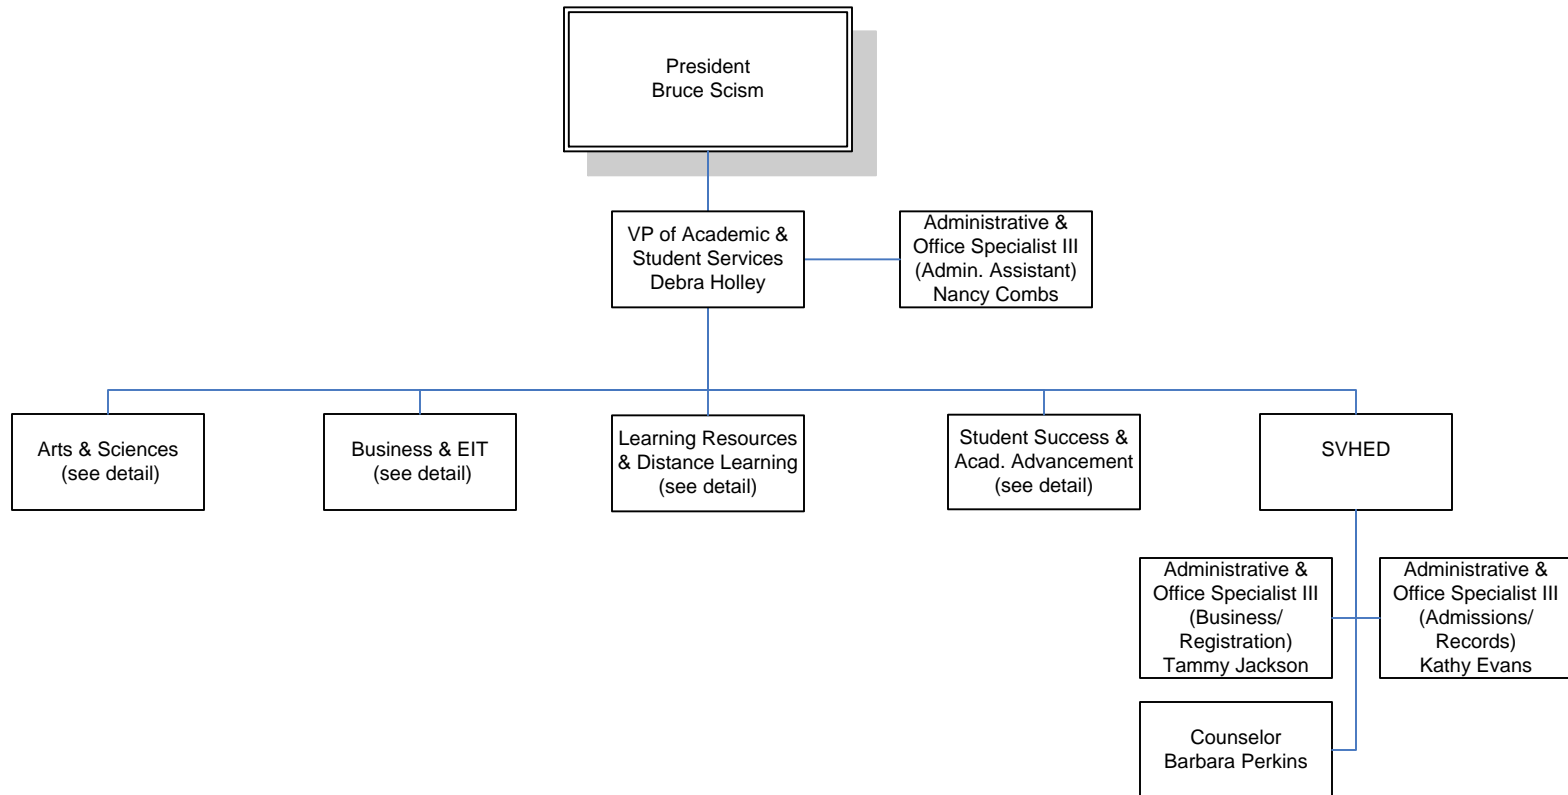 President
Bruce Scism
VP of Academic &
Student Services
Debra Holley
Administrative &
Office Specialist III
(Admin. Assistant)
Nancy Combs
Arts & Sciences
(see detail)
Business & EIT
(see detail)
Learning Resources
& Distance Learning
(see detail)
Student Success &
Acad. Advancement
(see detail)
SVHED
Administrative &
Office Specialist III
(Business/
Registration)
Tammy Jackson
Administrative &
Office Specialist III
(Admissions/
Records)
Kathy Evans
Counselor
Barbara Perkins